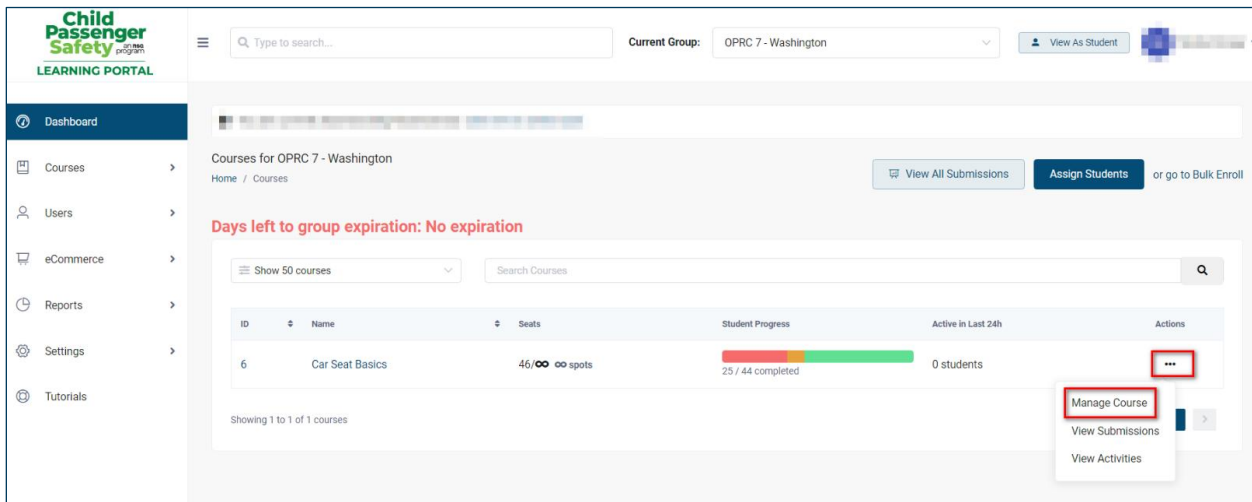 Child
Passenger
Safety an nsc program
LEARNING PORTAL
Type to search...
Current Group:
OPRC 7 - Washington
View As Student
Dashboard
Courses
Users
eCommerce
Reports
Settings
Tutorials
Courses for OPRC 7 - Washington
Home / Courses
View All Submissions
Assign Students
or go to Bulk Enroll
Days left to group expiration: No expiration
Show 50 courses
Search Courses
ID Name Seats Student Progress Active in Last 24h Actions
6 Car Seat Basics 46/∞ ∞ spots 25 / 44 completed 0 students •••
Manage Course
View Submissions
View Activities
Showing 1 to 1 of 1 courses